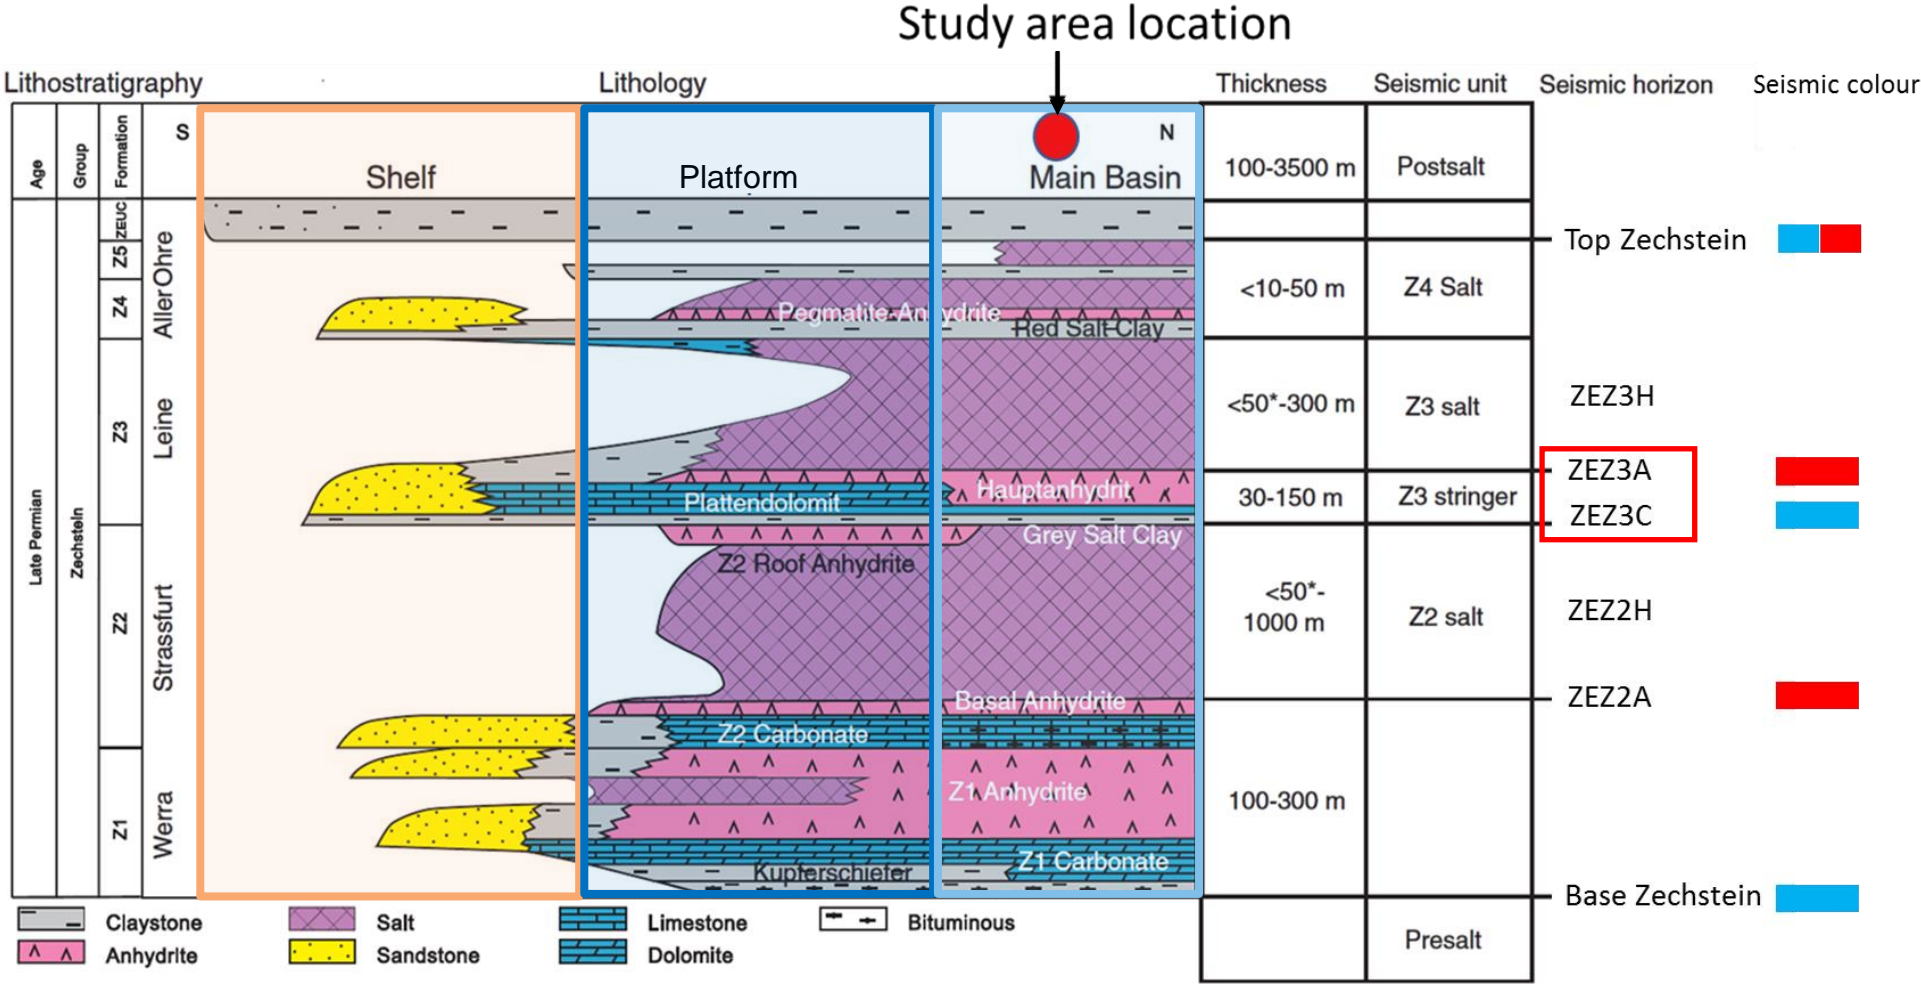 Study area location
Lithostratigraphy
Lithology
Thickness
Seismic unit
Seismic horizon
Seismic colour
Age
Group
Formation
S
N
Shelf
Platform
Main Basin
100-3500 m
Postsalt
ZEUC
Z5
Ohre
Top Zechstein
Z4
Aller
Pegmatite-Anhydrite
Red Salt Clay
<10-50 m
Z4 Salt
Late Permian
Zechstein
Z3
Leine
<50*-300 m
Z3 salt
ZEZ3H
Plattendolomit
Hauptanhydrit
30-150 m
Z3 stringer
ZEZ3A
ZEZ3C
Grey Salt Clay
Z2 Roof Anhydrite
Z2
Strassfurt
<50*-
1000 m
Z2 salt
ZEZ2H
Basal Anhydrite
ZEZ2A
Z2 Carbonate
Z1
Werra
Z1 Anhydrite
100-300 m
Z1 Carbonate
Kupferschiefer
Base Zechstein
Presalt
Claystone
Salt
Limestone
Bituminous
Anhydrite
Sandstone
Dolomite